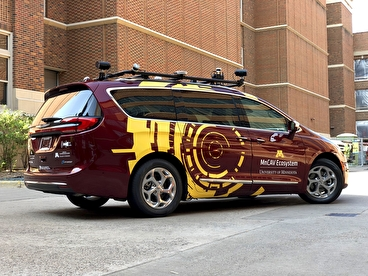 MnCAV Ecosystem
UNIVERSITY OF MINNESOTA